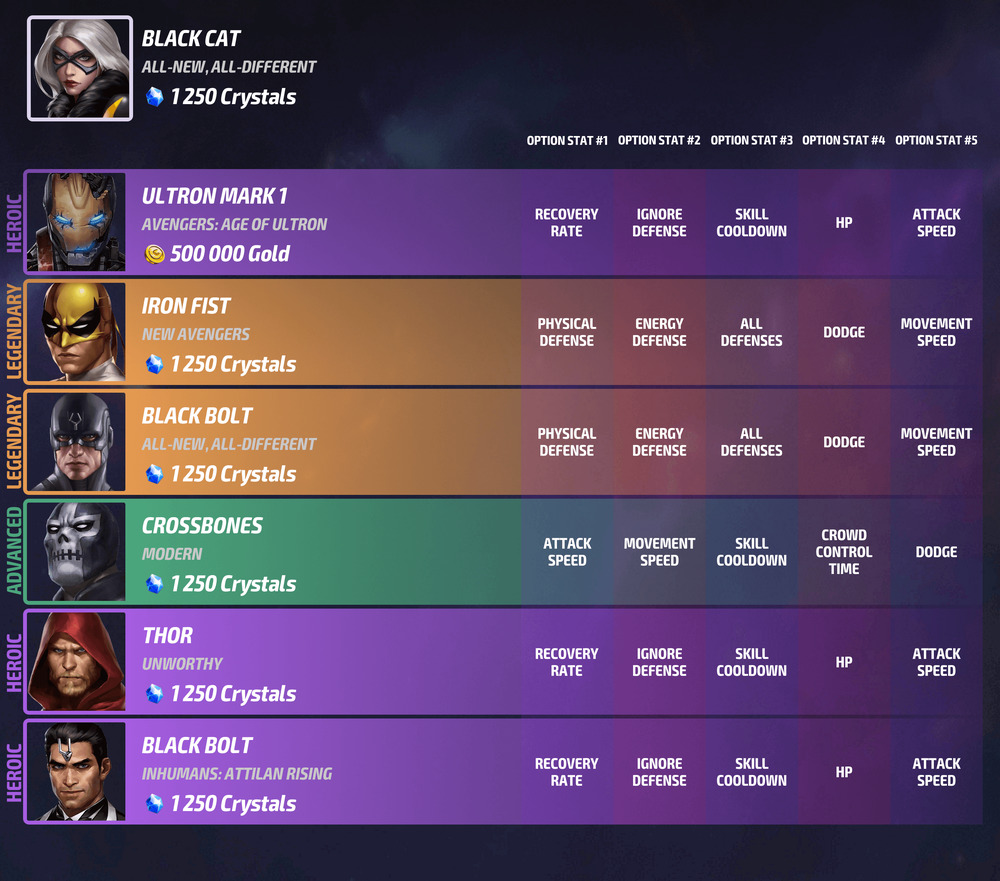 BLACK CAT
ALL-NEW, ALL-DIFFERENT
1 250 Crystals
OPTION STAT #1 OPTION STAT #2 OPTION STAT #3 OPTION STAT #4 OPTION STAT #5
HEROIC
ULTRON MARK 1
AVENGERS: AGE OF ULTRON
500 000 Gold
RECOVERY RATE
IGNORE DEFENSE
SKILL COOLDOWN
HP
ATTACK SPEED
LEGENDARY
IRON FIST
NEW AVENGERS
1 250 Crystals
PHYSICAL DEFENSE
ENERGY DEFENSE
ALL DEFENSES
DODGE
MOVEMENT SPEED
LEGENDARY
BLACK BOLT
ALL-NEW, ALL-DIFFERENT
1 250 Crystals
PHYSICAL DEFENSE
ENERGY DEFENSE
ALL DEFENSES
DODGE
MOVEMENT SPEED
ADVANCED
CROSSBONES
MODERN
1 250 Crystals
ATTACK SPEED
MOVEMENT SPEED
SKILL COOLDOWN
CROWD CONTROL TIME
DODGE
HEROIC
THOR
UNWORTHY
1 250 Crystals
RECOVERY RATE
IGNORE DEFENSE
SKILL COOLDOWN
HP
ATTACK SPEED
HEROIC
BLACK BOLT
INHUMANS: ATTILAN RISING
1 250 Crystals
RECOVERY RATE
IGNORE DEFENSE
SKILL COOLDOWN
HP
ATTACK SPEED